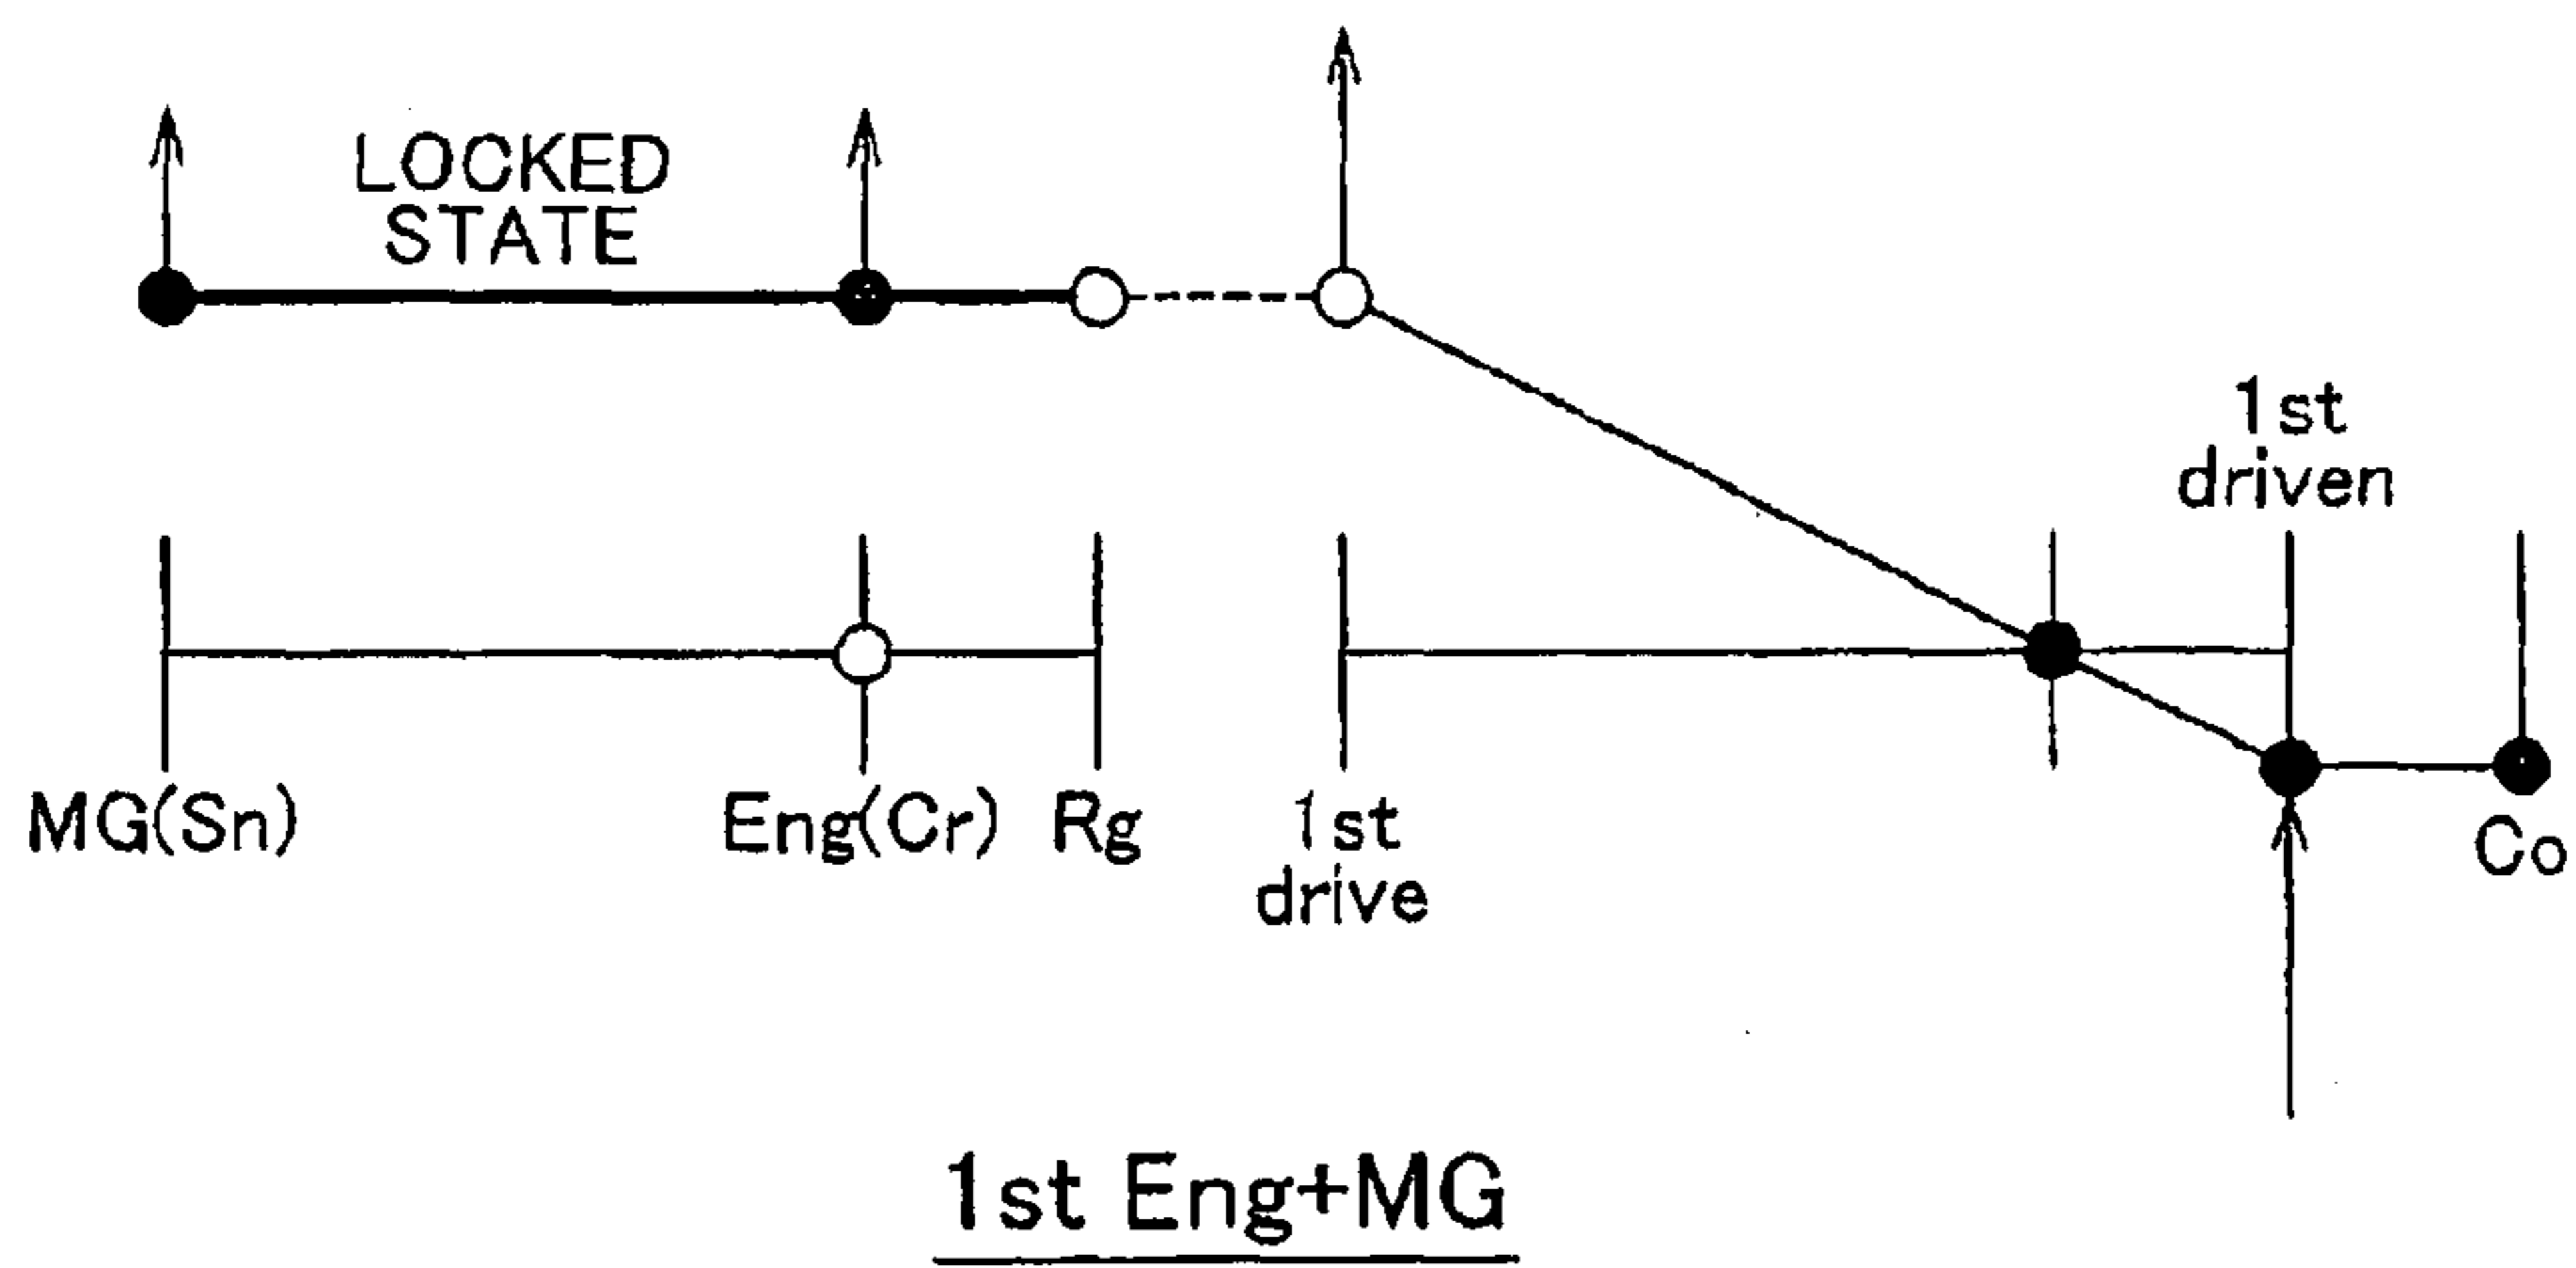 LOCKED
STATE
1st
driven
MG(Sn)
Eng(Cr)
Rg
1st
drive
Co
1st Eng+MG